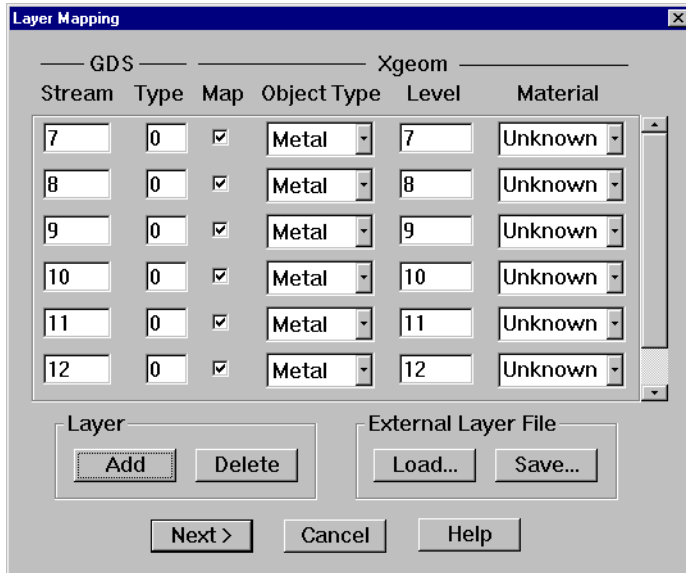 Layer Mapping
GDS Xgeom
Stream Type Map Object Type Level Material
7 0 Metal 7 Unknown
8 0 Metal 8 Unknown
9 0 Metal 9 Unknown
10 0 Metal 10 Unknown
11 0 Metal 11 Unknown
12 0 Metal 12 Unknown
Layer External Layer File
Add Delete Load... Save...
Next > Cancel Help